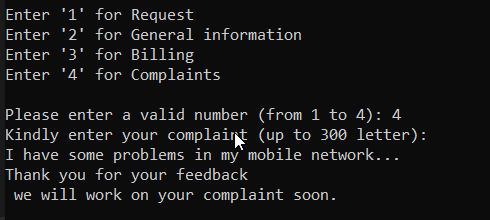 Enter '1' for Request
Enter '2' for General information
Enter '3' for Billing
Enter '4' for Complaints
Please enter a valid number (from 1 to 4): 4
Kindly enter your complaint (up to 300 letter):
I have some problems in my mobile network...
Thank you for your feedback
we will work on your complaint soon.